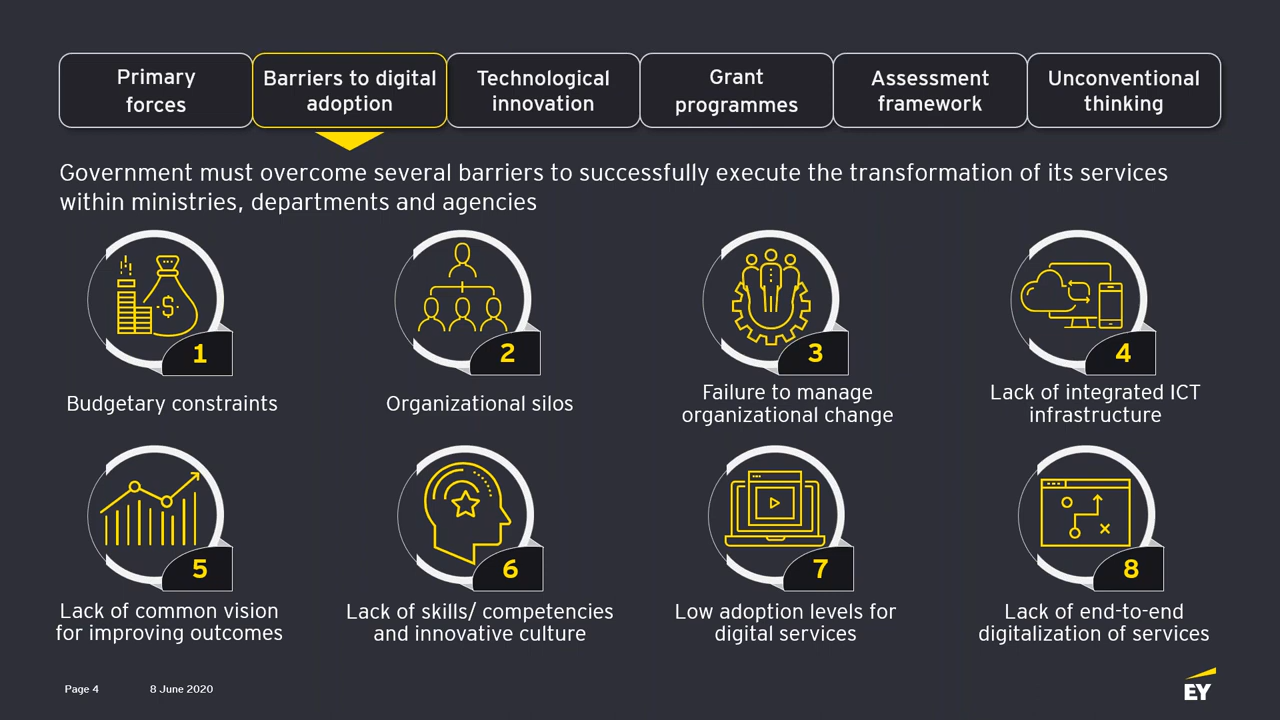 Primary
forces
Barriers to digital
adoption
Technological
innovation
Grant
programmes
Assessment
framework
Unconventional
thinking
Government must overcome several barriers to successfully execute the transformation of its services
within ministries, departments and agencies
$
1
Budgetary constraints
2
Organizational silos
3
Failure to manage
organizational change
4
Lack of integrated ICT
infrastructure
5
Lack of common vision
for improving outcomes
6
Lack of skills/ competencies
and innovative culture
7
Low adoption levels for
digital services
8
Lack of end-to-end
digitalization of services
Page 4
8 June 2020
EY